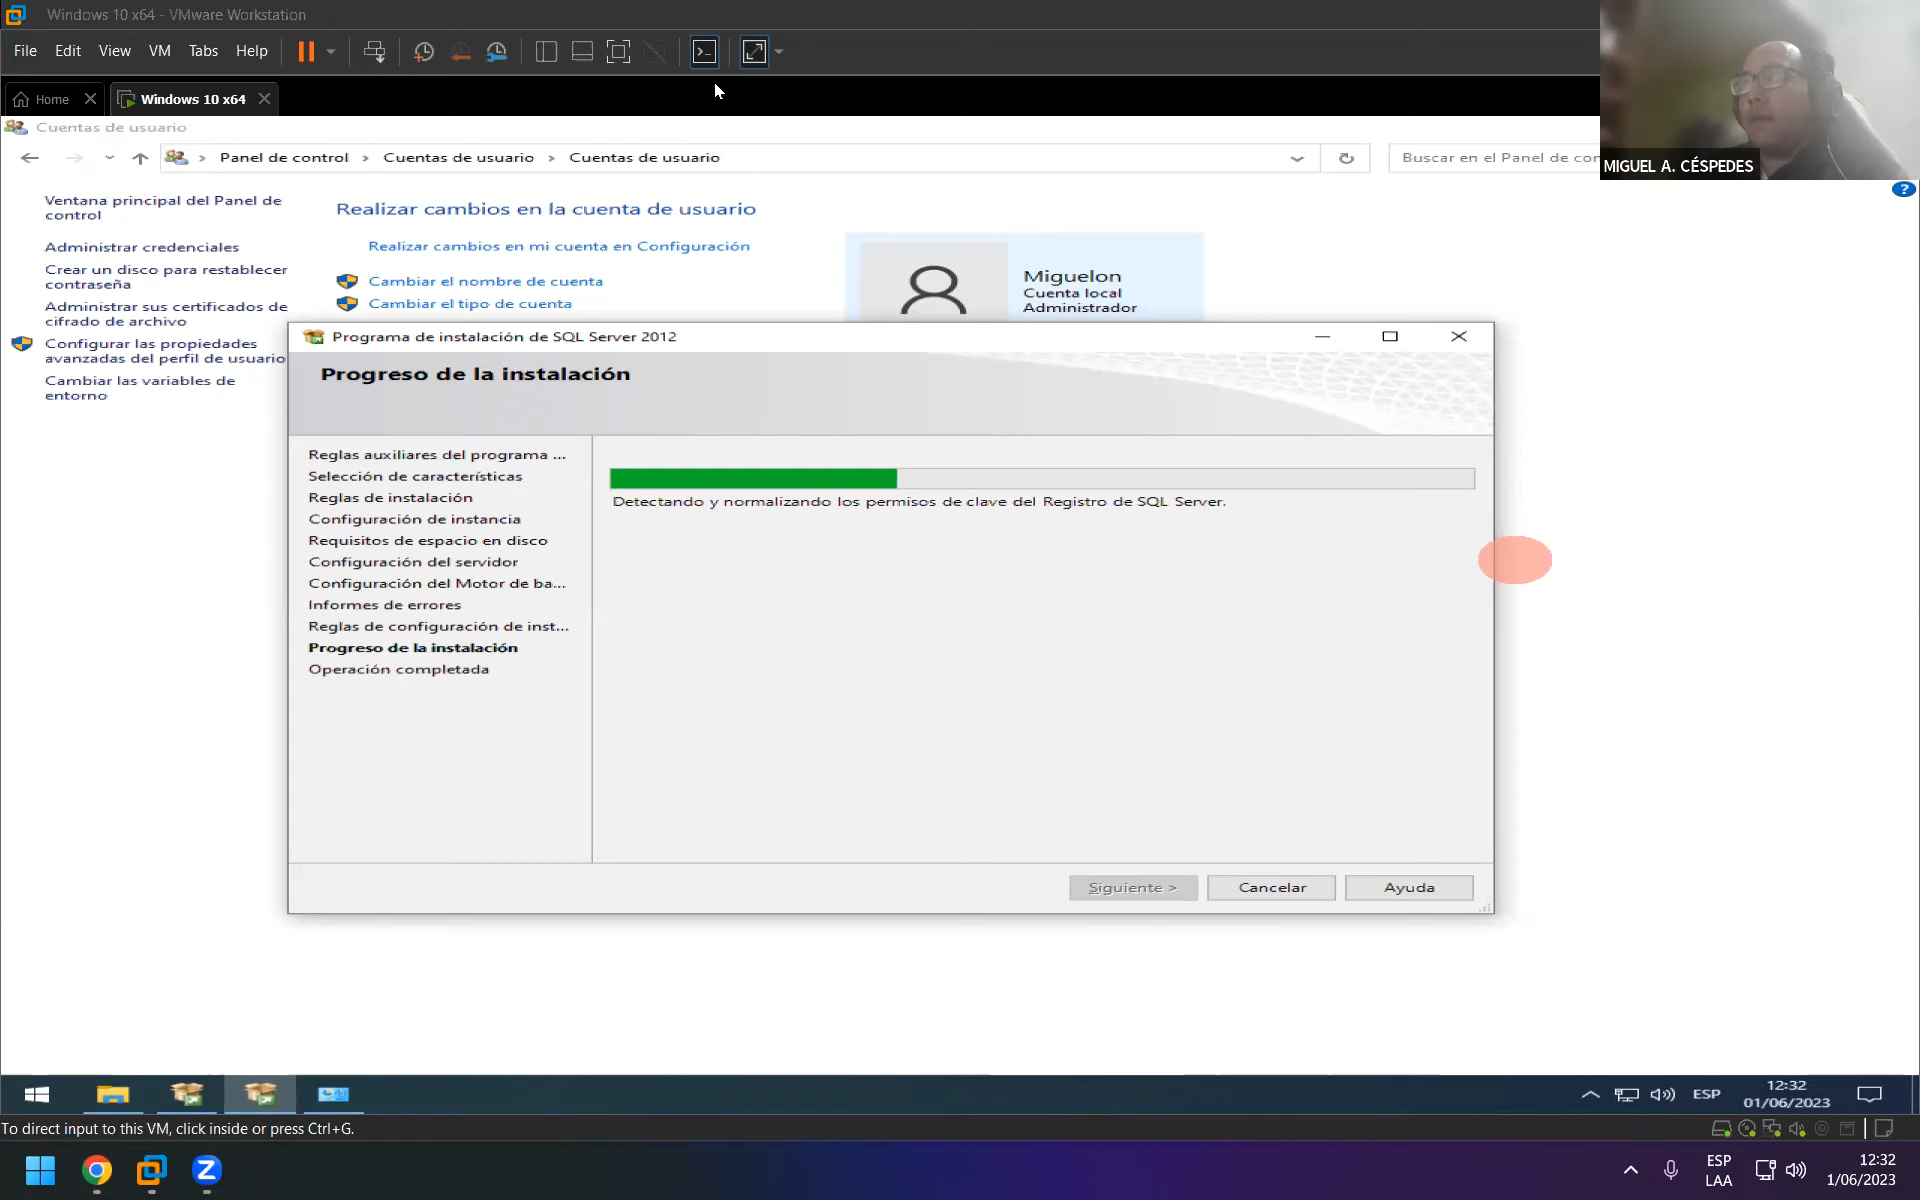 Windows 10 x64 - VMware Workstation
File Edit View VM Tabs Help
Home
Windows 10 x64
Cuentas de usuario
Panel de control > Cuentas de usuario > Cuentas de usuario
Buscar en el Panel de cor
MIGUEL A. CÉSPEDES
Ventana principal del Panel de
control
Administrar credenciales
Crear un disco para restablecer
contraseña
Administrar sus certificados de
cifrado de archivo
Configurar las propiedades
avanzadas del perfil de usuario
Cambiar las variables de
entorno
Realizar cambios en la cuenta de usuario
Realizar cambios en mi cuenta en Configuración
Cambiar el nombre de cuenta
Cambiar el tipo de cuenta
Miguelon
Cuenta local
Administrador
Programa de instalación de SQL Server 2012
Progreso de la instalación
Reglas auxiliares del programa ...
Selección de características
Reglas de instalación
Configuración de instancia
Requisitos de espacio en disco
Configuración del servidor
Configuración del Motor de ba...
Informes de errores
Reglas de configuración de inst...
Progreso de la instalación
Operación completada
Detectando y normalizando los permisos de clave del Registro de SQL Server.
Siguiente >
Cancelar
Ayuda
ESP
12:32
01/06/2023
To direct input to this VM, click inside or press Ctrl+G.
ESP
LAA
12:32
1/06/2023